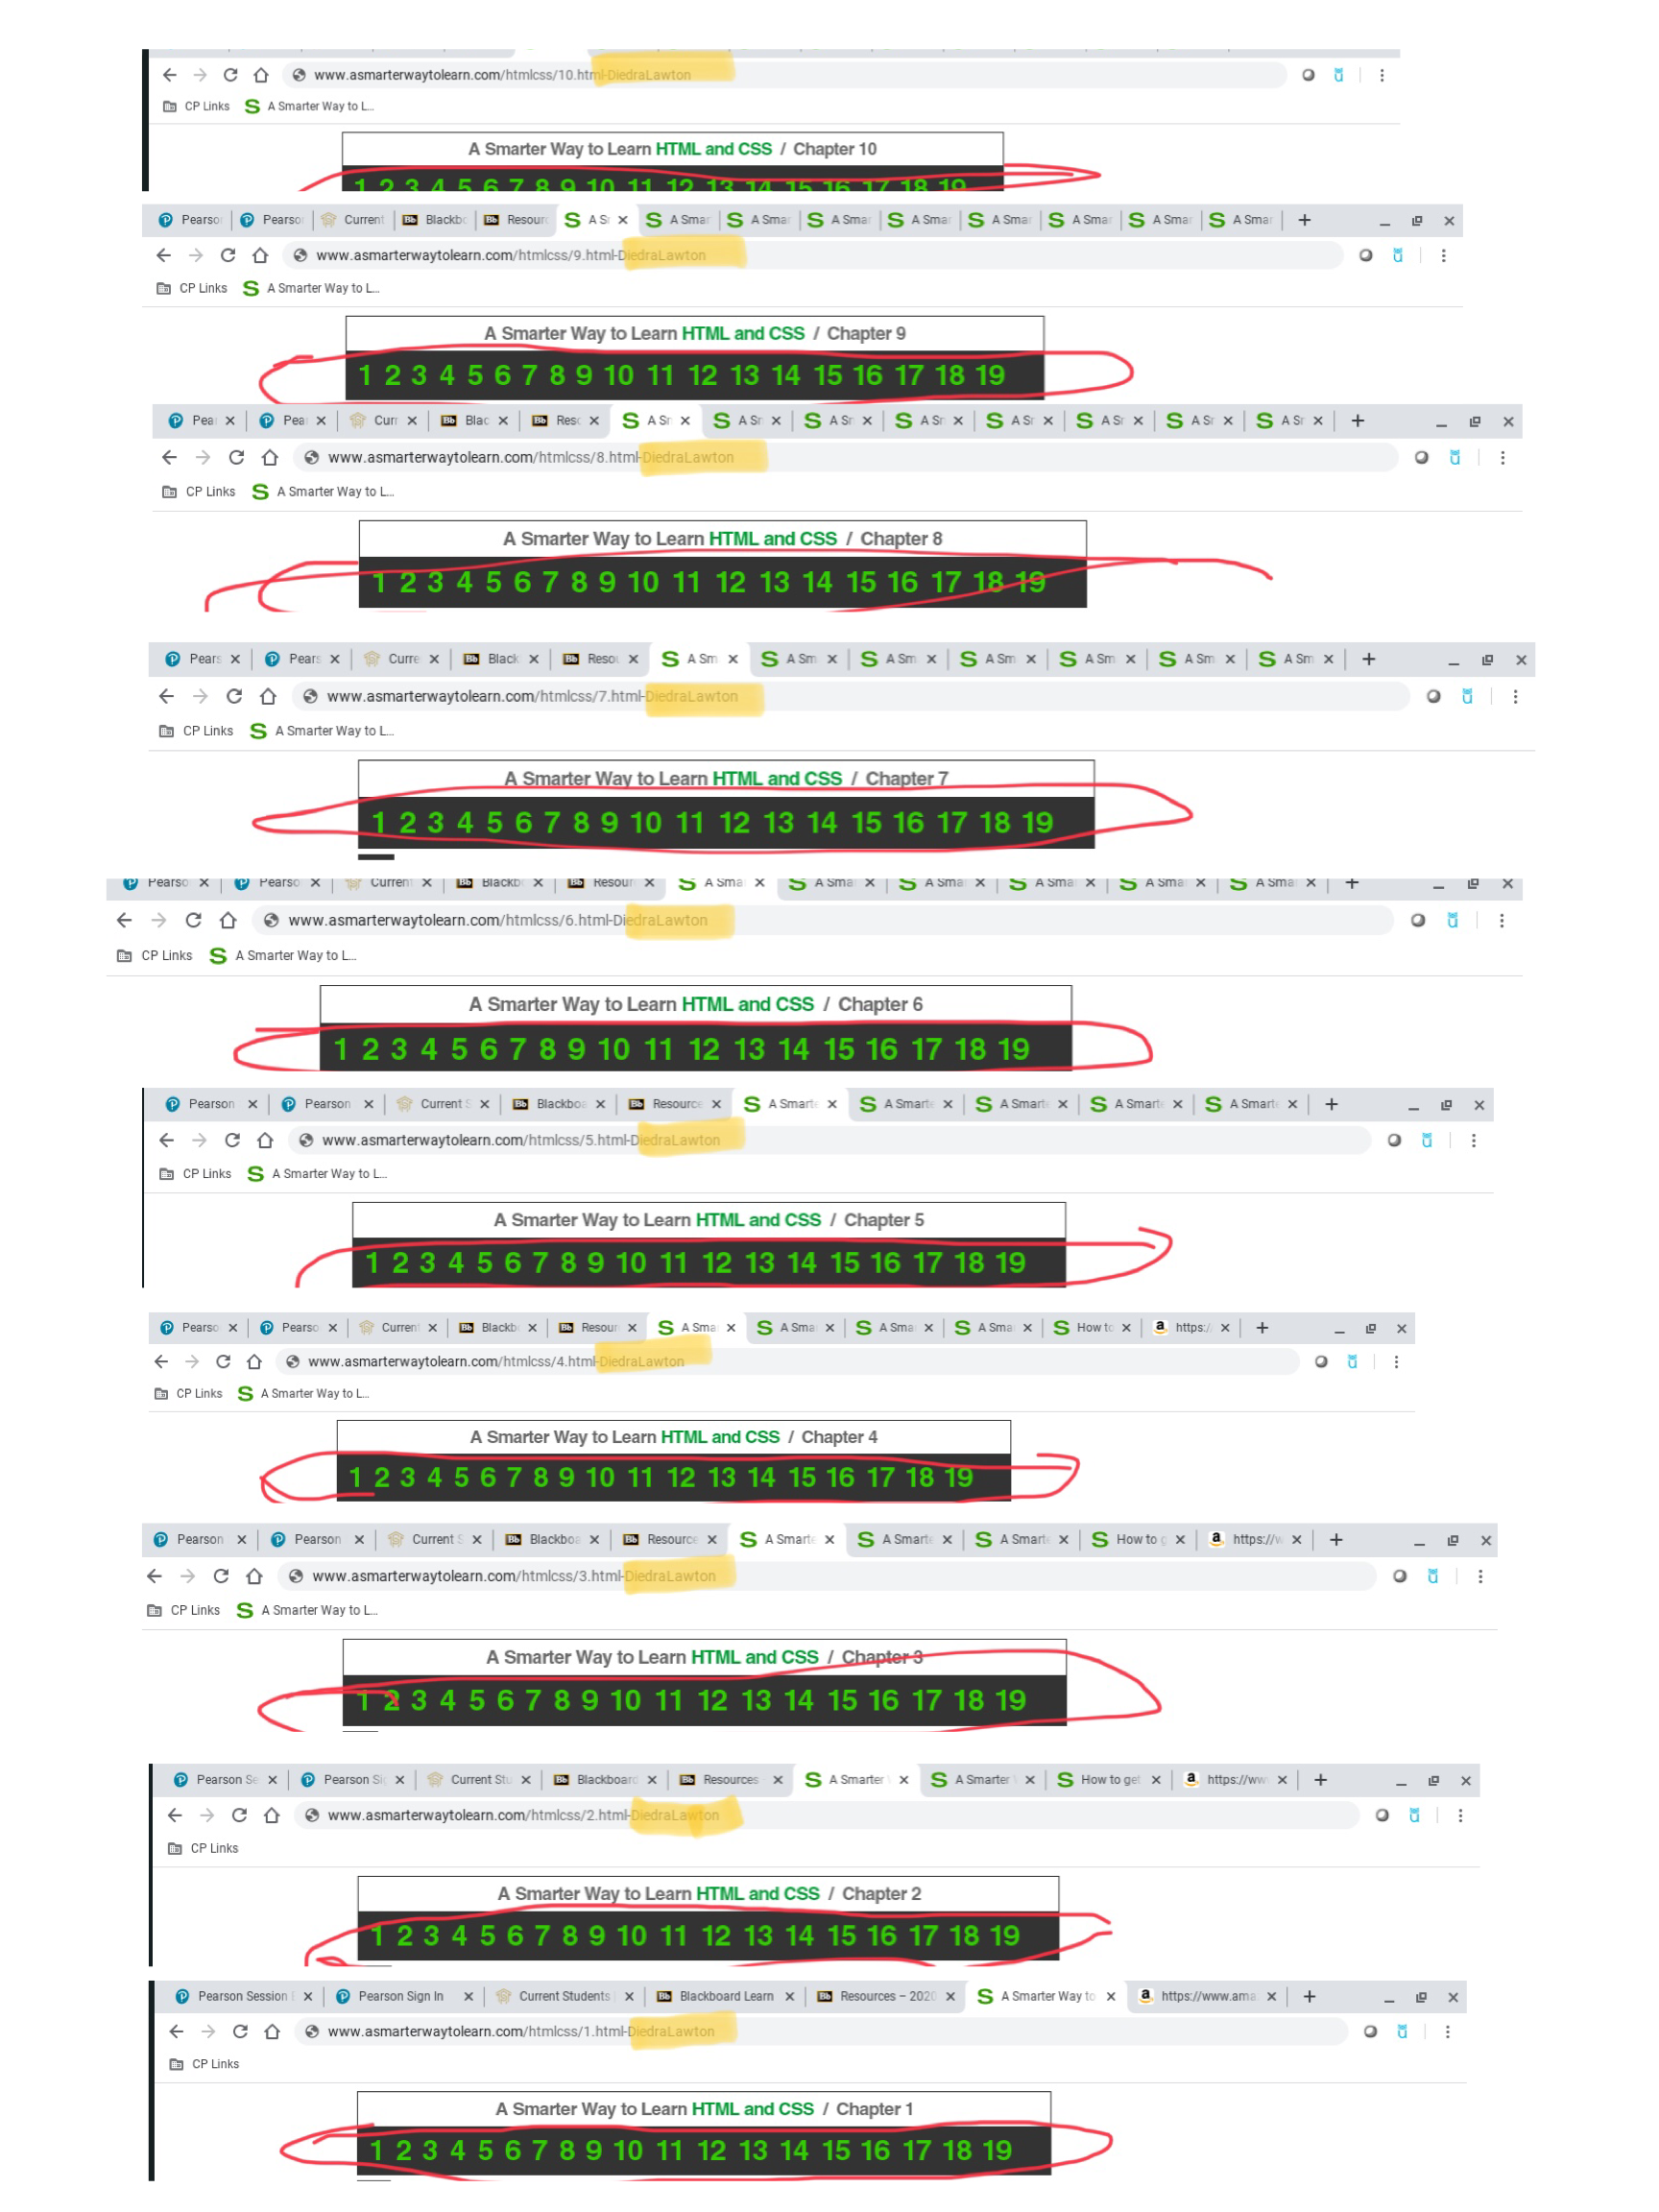 www.asmarterwaytolearn.com/htmlcss/10.html-DiedraLawton
CP Links A Smarter Way to L...
A Smarter Way to Learn HTML and CSS / Chapter 10
1 2 3 4 5 6 7 8 9 10 11 12 13 14 15 16 17 18 19
Pearso Pearso Current Blackbo Resourc A Sm A Smar A Smar A Smar A Smar A Smar A Smar A Smar A Smar
www.asmarterwaytolearn.com/htmlcss/9.html-DiedraLawton
CP Links A Smarter Way to L...
A Smarter Way to Learn HTML and CSS / Chapter 9
1 2 3 4 5 6 7 8 9 10 11 12 13 14 15 16 17 18 19
Pea Pea Curr Blac Reso A Sm A Sm A Sm A Sm A Sm A Sm A Sm A Sm
www.asmarterwaytolearn.com/htmlcss/8.html-DiedraLawton
CP Links A Smarter Way to L...
A Smarter Way to Learn HTML and CSS / Chapter 8
1 2 3 4 5 6 7 8 9 10 11 12 13 14 15 16 17 18 19
Pears Pears Curre Black Resou A Sm A Sm A Sm A Sm A Sm A Sm A Sm
www.asmarterwaytolearn.com/htmlcss/7.html-DiedraLawton
CP Links A Smarter Way to L...
A Smarter Way to Learn HTML and CSS / Chapter 7
1 2 3 4 5 6 7 8 9 10 11 12 13 14 15 16 17 18 19
Pearso Pearso Current Blackb Resour A Smar A Smar A Smar A Smar A Smar A Smar
www.asmarterwaytolearn.com/htmlcss/6.html-DiedraLawton
CP Links A Smarter Way to L...
A Smarter Way to Learn HTML and CSS / Chapter 6
1 2 3 4 5 6 7 8 9 10 11 12 13 14 15 16 17 18 19
Pearson Pearson Current S Blackboa Resource A Smarte A Smarte A Smarte A Smarte A Smarte
www.asmarterwaytolearn.com/htmlcss/5.html-DiedraLawton
CP Links A Smarter Way to L...
A Smarter Way to Learn HTML and CSS / Chapter 5
1 2 3 4 5 6 7 8 9 10 11 12 13 14 15 16 17 18 19
Pearso Pearso Current Blackb Resour A Smar A Smar A Smar A Smar How to https:/
www.asmarterwaytolearn.com/htmlcss/4.html-DiedraLawton
CP Links A Smarter Way to L...
A Smarter Way to Learn HTML and CSS / Chapter 4
1 2 3 4 5 6 7 8 9 10 11 12 13 14 15 16 17 18 19
Pearson Pearson Current S Blackboa Resource A Smarte A Smarte A Smarte How to g https://w
www.asmarterwaytolearn.com/htmlcss/3.html-DiedraLawton
CP Links A Smarter Way to L...
A Smarter Way to Learn HTML and CSS / Chapter 3
1 2 3 4 5 6 7 8 9 10 11 12 13 14 15 16 17 18 19
Pearson Se Pearson Sig Current Stu Blackboard Resources A Smarter A Smarter How to get https://ww
www.asmarterwaytolearn.com/htmlcss/2.html-DiedraLawton
CP Links
A Smarter Way to Learn HTML and CSS / Chapter 2
1 2 3 4 5 6 7 8 9 10 11 12 13 14 15 16 17 18 19
Pearson Session Pearson Sign In Current Students Blackboard Learn Resources – 2020 A Smarter Way to https://www.ama
www.asmarterwaytolearn.com/htmlcss/1.html-DiedraLawton
CP Links
A Smarter Way to Learn HTML and CSS / Chapter 1
1 2 3 4 5 6 7 8 9 10 11 12 13 14 15 16 17 18 19